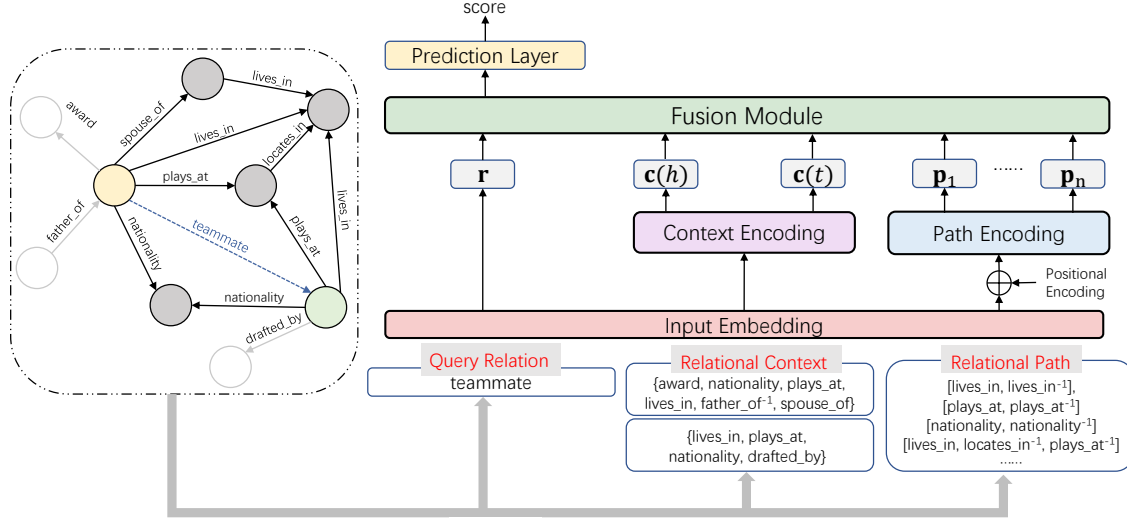 score
Prediction Layer
Fusion Module
r
c(h)
c(t)
p1
......
pn
Context Encoding
Path Encoding
Positional
Encoding
Input Embedding
Query Relation
teammate
Relational Context
{award, nationality, plays_at,
lives_in, father_of⁻¹, spouse_of}
{lives_in, plays_at,
nationality, drafted_by}
Relational Path
[lives_in, lives_in⁻¹],
[plays_at, plays_at⁻¹]
[nationality, nationality⁻¹]
[lives_in, locates_in⁻¹, plays_at⁻¹]
......
award
spouse_of
lives_in
lives_in
locates_in
plays_at
father_of
teammate
plays_at
lives_in
nationality
nationality
drafted_by